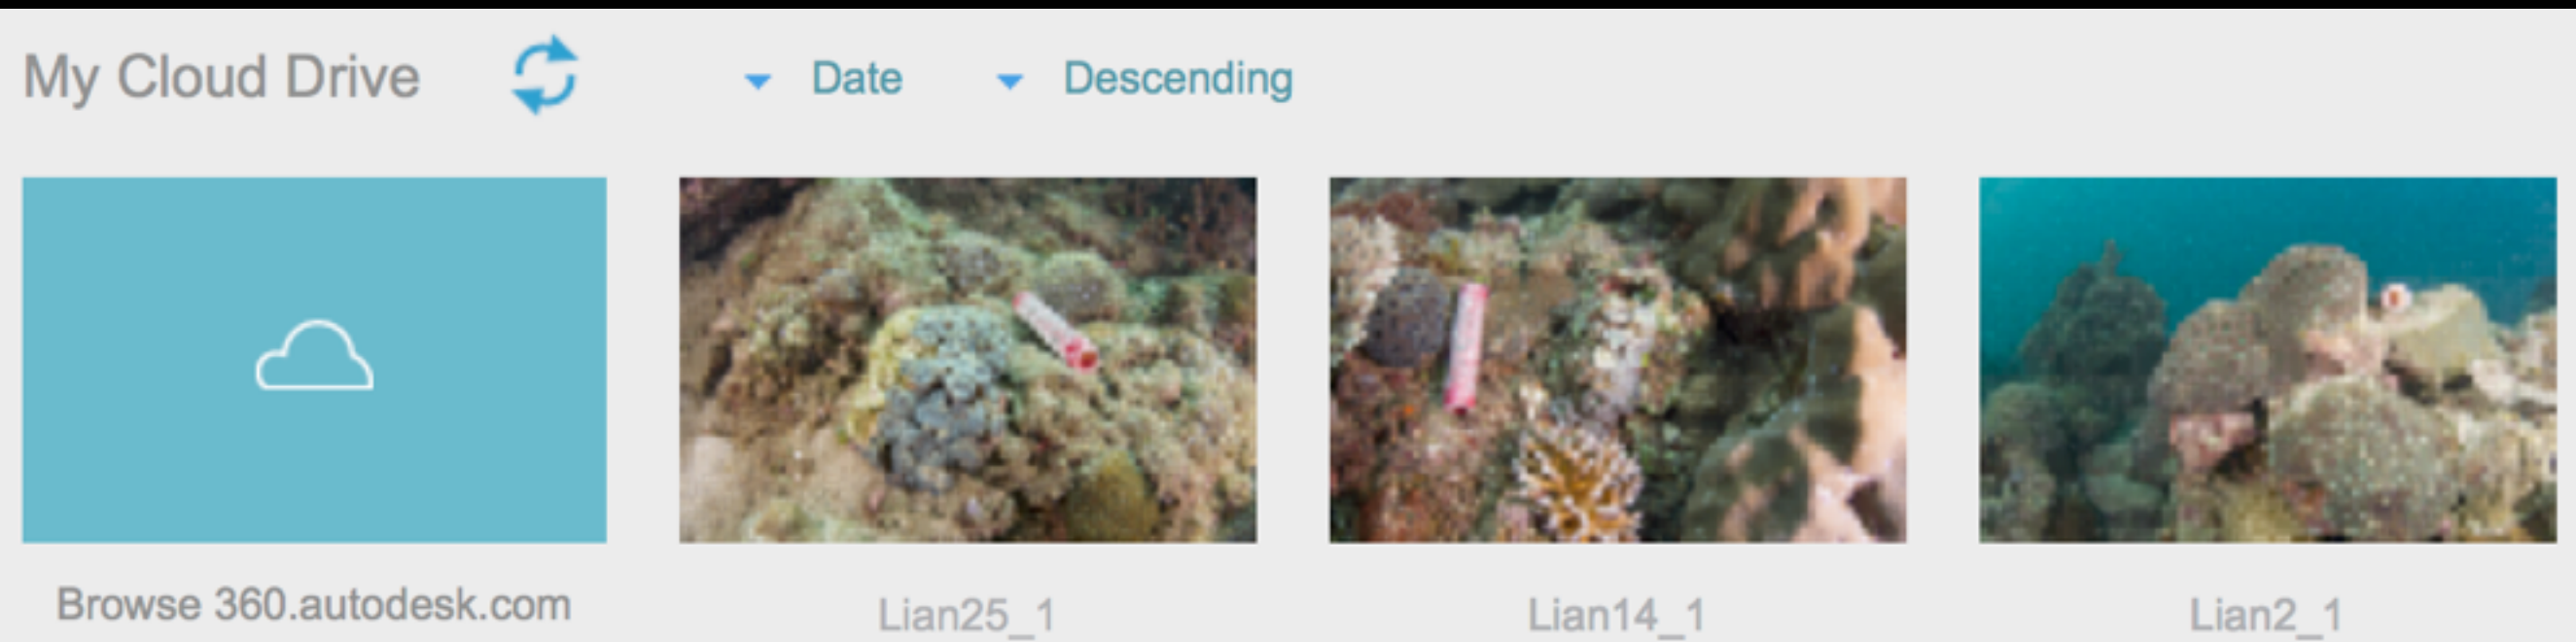 My Cloud Drive Date Descending
Browse 360.autodesk.com Lian25_1 Lian14_1 Lian2_1